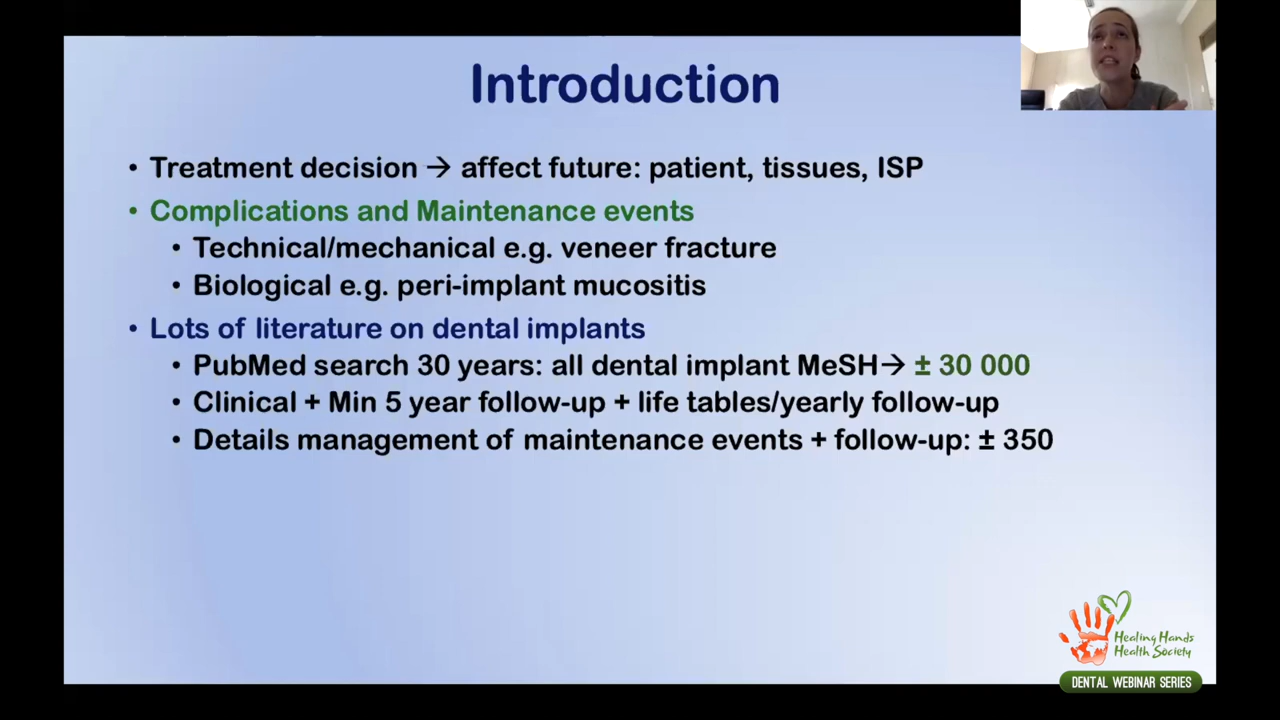 Introduction
• Treatment decision → affect future: patient, tissues, ISP
• Complications and Maintenance events
• Technical/mechanical e.g. veneer fracture
• Biological e.g. peri-implant mucositis
• Lots of literature on dental implants
• PubMed search 30 years: all dental implant MeSH→ ± 30 000
• Clinical + Min 5 year follow-up + life tables/yearly follow-up
• Details management of maintenance events + follow-up: ± 350
Healing Hands
Health Society
DENTAL WEBINAR SERIES